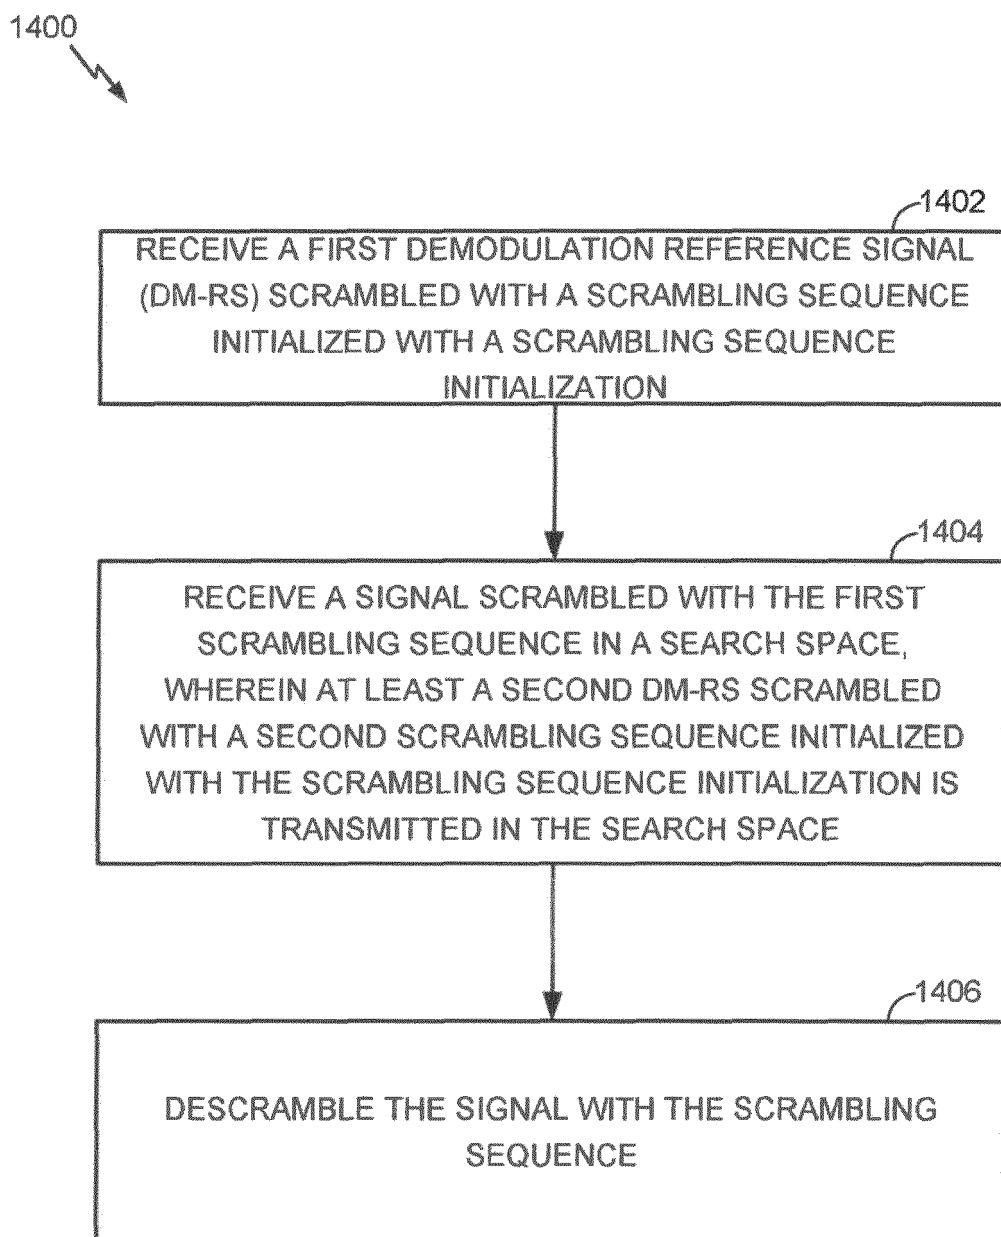 1400
1402
RECEIVE A FIRST DEMODULATION REFERENCE SIGNAL
(DM-RS) SCRAMBLED WITH A SCRAMBLING SEQUENCE
INITIALIZED WITH A SCRAMBLING SEQUENCE
INITIALIZATION
1404
RECEIVE A SIGNAL SCRAMBLED WITH THE FIRST
SCRAMBLING SEQUENCE IN A SEARCH SPACE,
WHEREIN AT LEAST A SECOND DM-RS SCRAMBLED
WITH A SECOND SCRAMBLING SEQUENCE INITIALIZED
WITH THE SCRAMBLING SEQUENCE INITIALIZATION IS
TRANSMITTED IN THE SEARCH SPACE
1406
DESCRAMBLE THE SIGNAL WITH THE SCRAMBLING
SEQUENCE